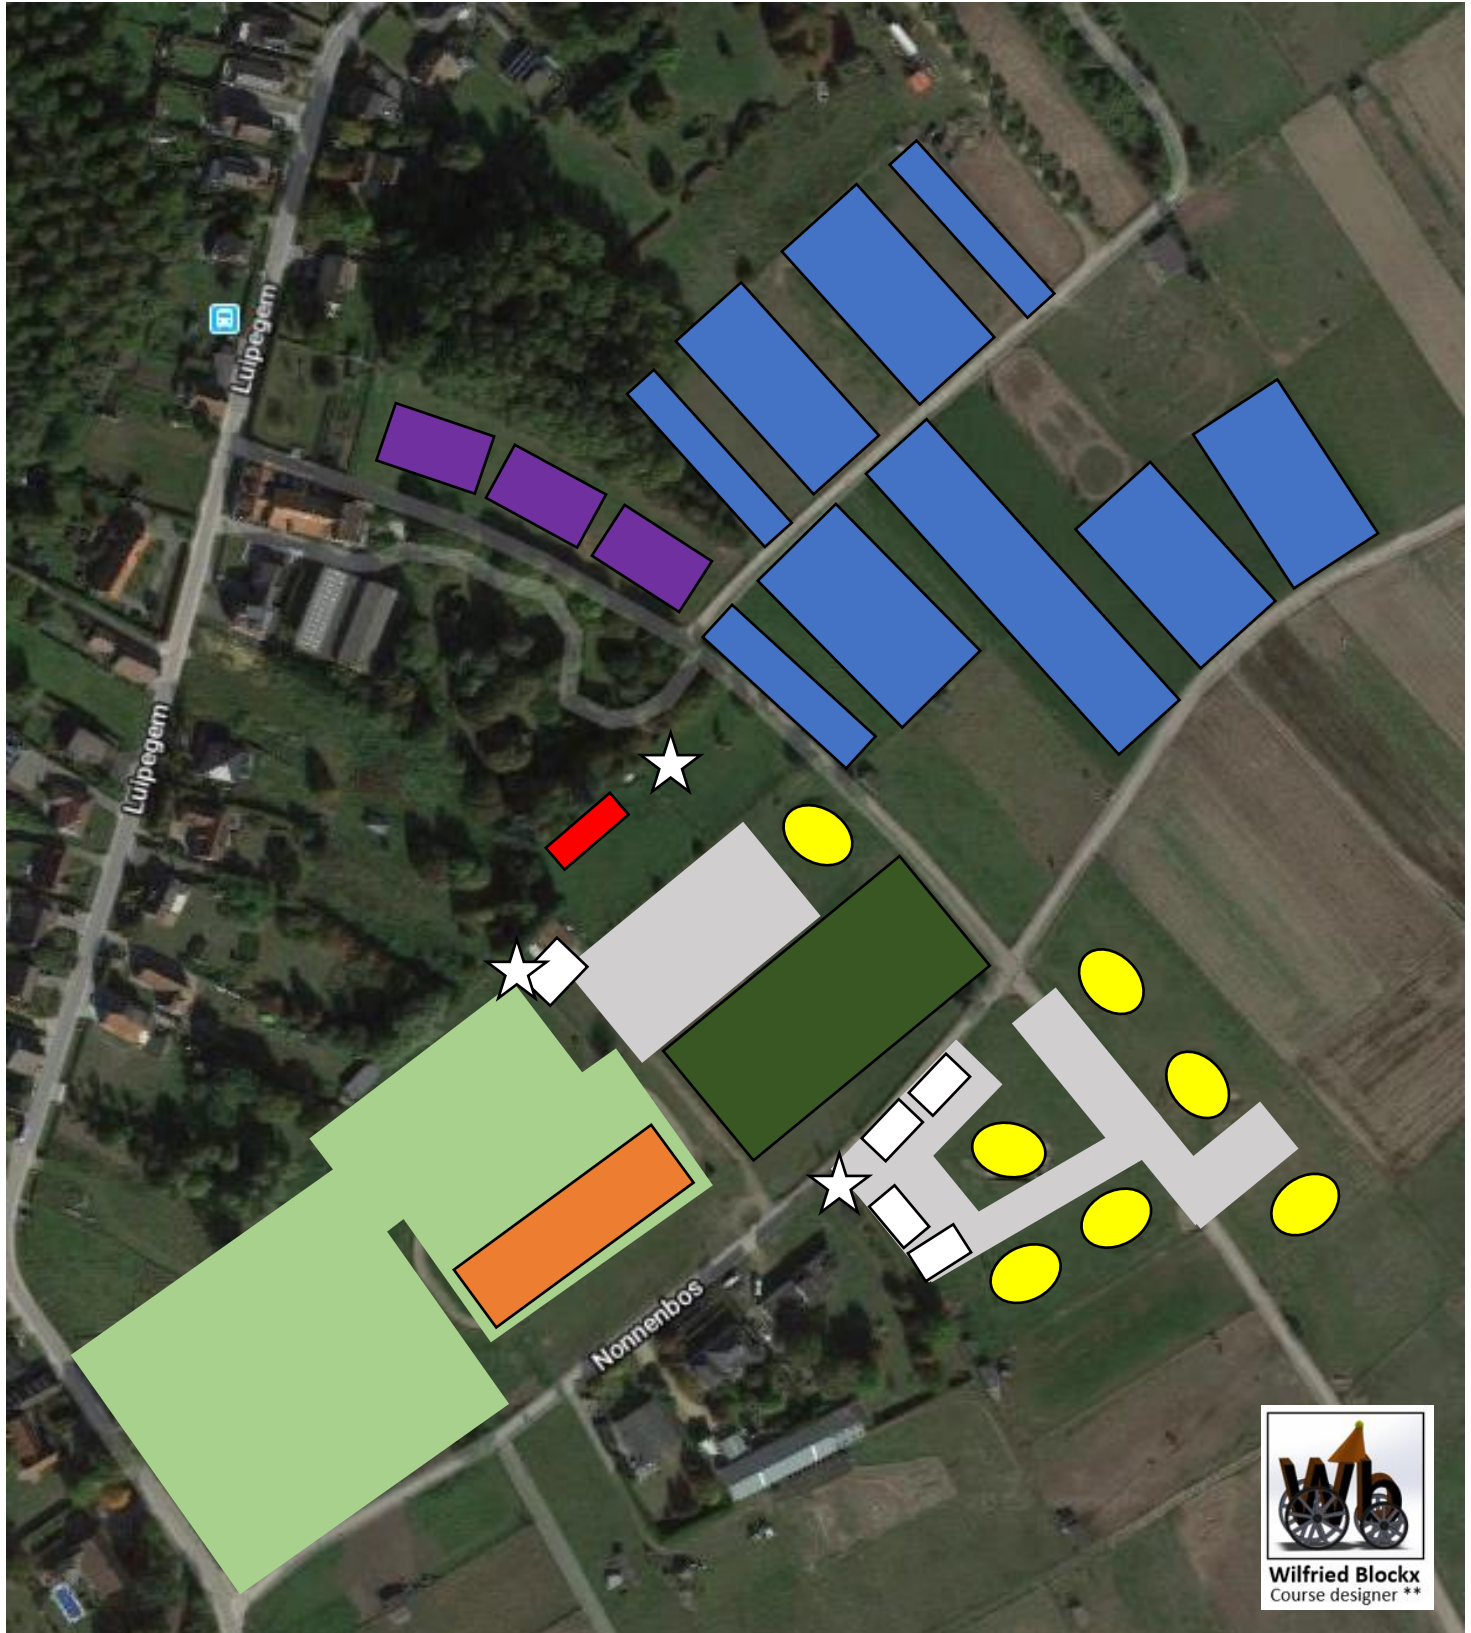 Luipegem
Luipegem
Nonnenbos
Wb
Wilfried Blockx
Course designer **